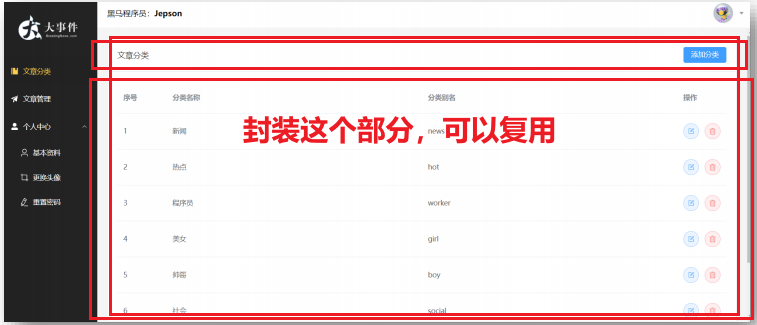 大事件
黑马程序员：Jepson
文章分类
文章管理
个人中心
基本资料
更换头像
重置密码
文章分类
添加分类
序号 分类名称 分类别名 操作
1 新闻 news
2 热点 hot
3 程序员 worker
4 美女 girl
5 帅哥 boy
6 社会 social
封装这个部分，可以复用